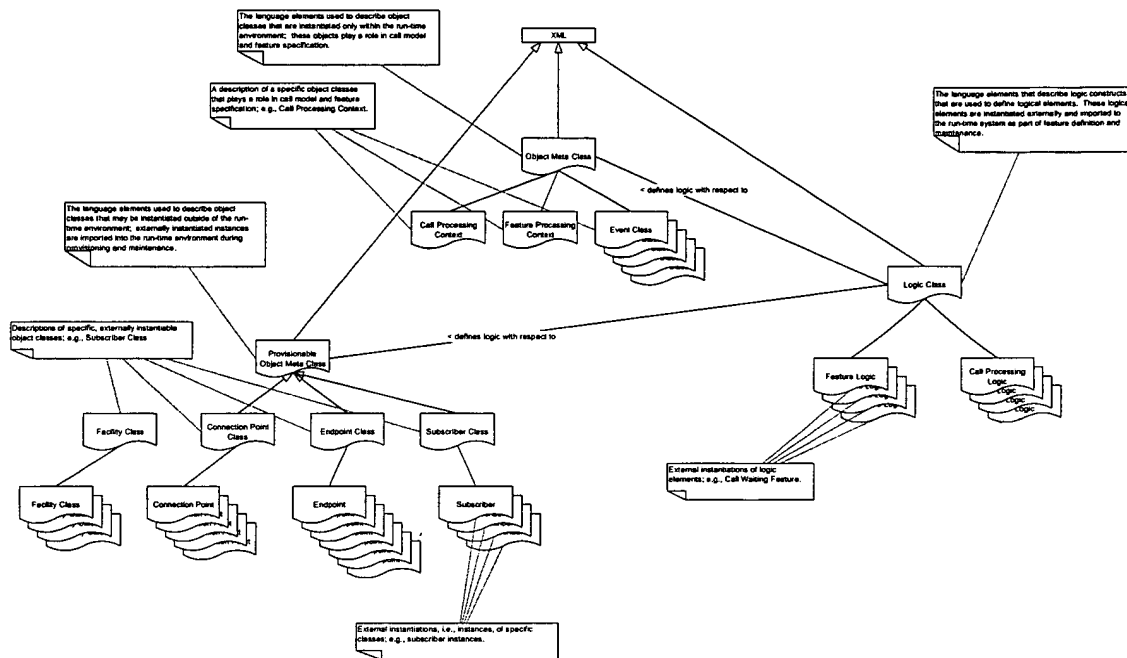 The language elements used to describe object
classes that are instantiated only within the run-time
environment; these objects play a role in call model
and feature specification.
XML
A description of a specific object classes
that plays a role in call model and feature
specification; e.g., Call Processing Context.
The language elements that describe logic constructs
that are used to define logical elements. These logical
elements are instantiated externally and imported to
the run-time system as part of feature definition and
maintenance.
Object Meta Class
< defines logic with respect to
The language elements used to describe object
classes that may be instantiated outside of the run-
time environment; externally instantiated instances
are imported into the run-time environment during
provisioning and maintenance.
Call Processing
Context
Feature Processing
Context
Event Class
Logic Class
< defines logic with respect to
Descriptions of specific, externally instantiable
object classes; e.g., Subscriber Class
Provisionable
Object Meta Class
Feature Logic
Call Processing
Logic
Logic
Logic
Logic
Facility Class
Connection Point
Class
Endpoint Class
Subscriber Class
External instantiations of logic
elements; e.g., Call Waiting Feature.
Facility Class
Connection Point
Endpoint
Subscriber
External instantiations, i.e., instances, of specific
classes; e.g., subscriber instances.